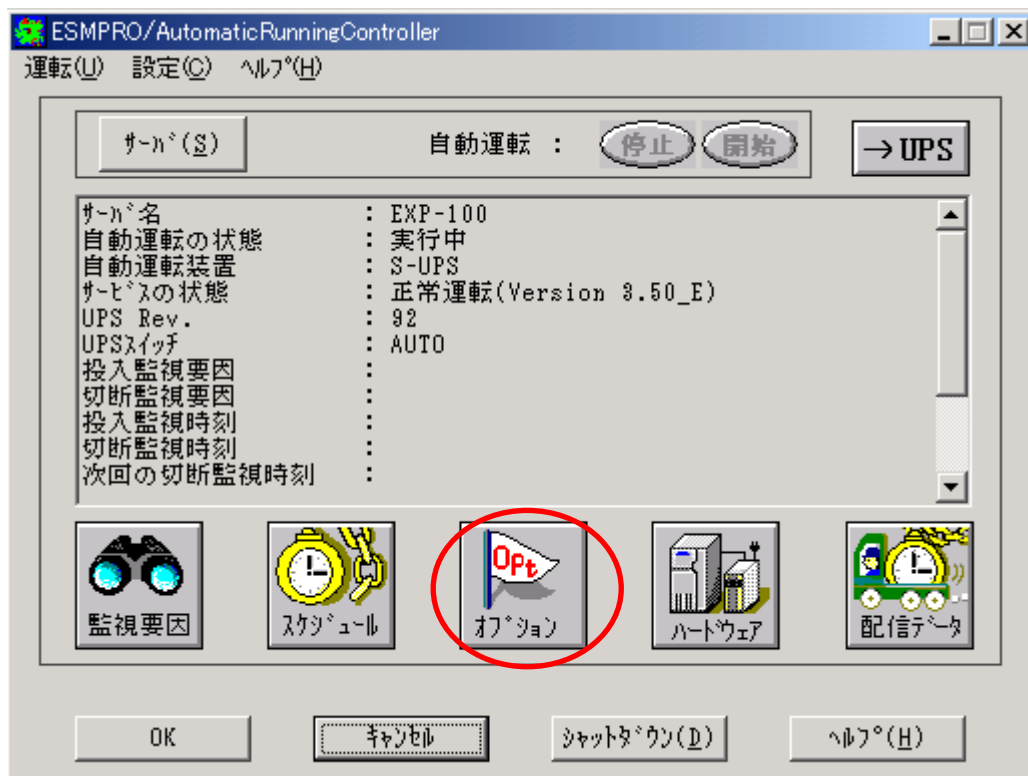 ESMPRO/AutomaticRunningController
運転(U) 設定(C) ﾍﾙﾌﾟ(H)
ｻｰﾊﾞ(S) 自動運転 : 停止 開始 →UPS
ｻｰﾊﾞ名 : EXP-100
自動運転の状態 : 実行中
自動運転装置 : S-UPS
ｻｰﾋﾞｽの状態 : 正常運転(Version 3.50_E)
UPS Rev. : 92
UPSｽｲｯﾁ : AUTO
投入監視要因 :
切断監視要因 :
投入監視時刻 :
切断監視時刻 :
次回の切断監視時刻 :
Opt
監視要因 ｽｹｼﾞｭｰﾙ ｵﾌﾟｼｮﾝ ﾊｰﾄﾞｳｪｱ 配信ﾃﾞｰﾀ
OK ｷｬﾝｾﾙ ｼｬｯﾄﾀﾞｳﾝ(D) ﾍﾙﾌﾟ(H)